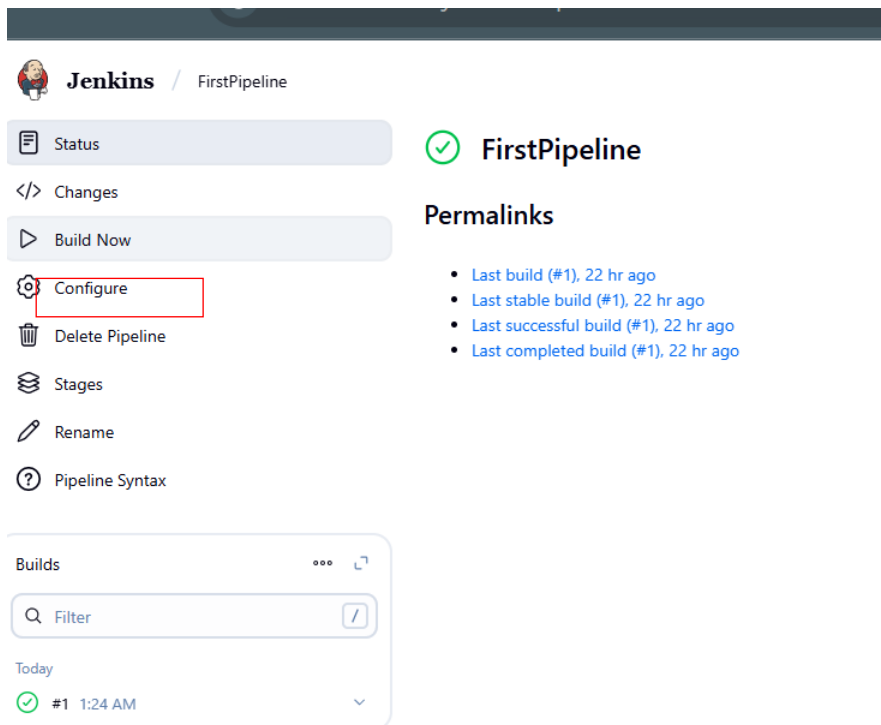 Jenkins / FirstPipeline
Status
Changes
Build Now
Configure
Delete Pipeline
Stages
Rename
Pipeline Syntax
Builds
Filter /
Today
#1 1:24 AM
FirstPipeline
Permalinks
Last build (#1), 22 hr ago
Last stable build (#1), 22 hr ago
Last successful build (#1), 22 hr ago
Last completed build (#1), 22 hr ago